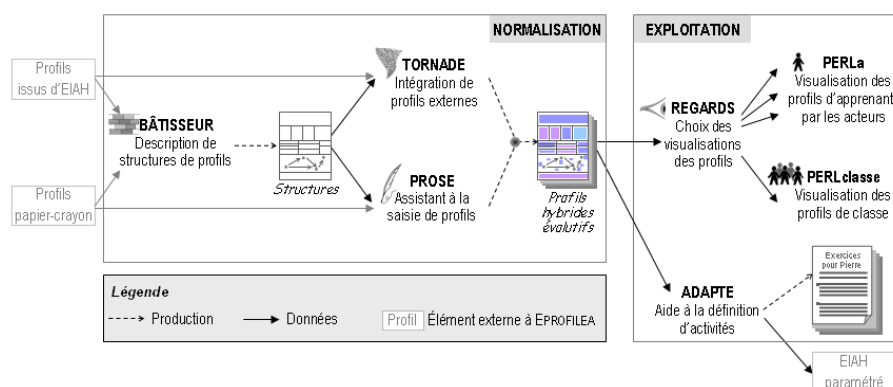 NORMALISATION
EXPLOITATION
Profils
issus d'EIAH
BÂTISSEUR
Description de
structures de profils
Profils
papier-crayon
Structures
TORNADE
Intégration de
profils externes
PROSE
Assistant à la
saisie de profils
Profils
hybrides
évalutifs
REGARDS
Choix des
visualisations
des profils
PERLa
Visualisation des
profils d'apprenant
par les acteurs
PERLclasse
Visualisation des
profils de classe
ADAPTE
Aide à la définition
d'activités
Exercices
pour Pierre
EIAH
paramétré
Légende
Production
Données
Profil
Élément externe à EPROFILEA